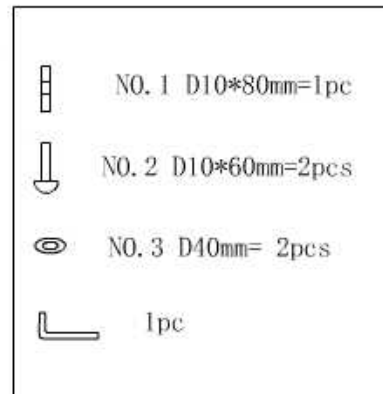 NO. 1 D10*80mm=1pc
NO. 2 D10*60mm=2pcs
NO. 3 D40mm= 2pcs
1pc